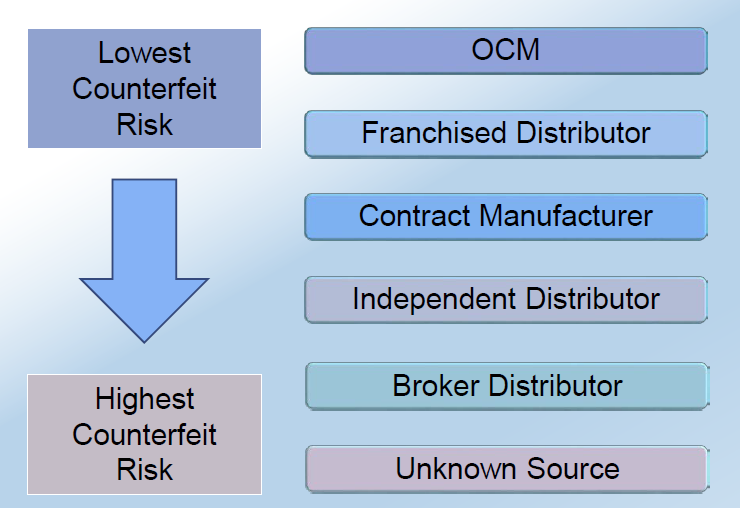 Lowest
Counterfeit
Risk
OCM
Franchised Distributor
Contract Manufacturer
Independent Distributor
Highest
Counterfeit
Risk
Broker Distributor
Unknown Source